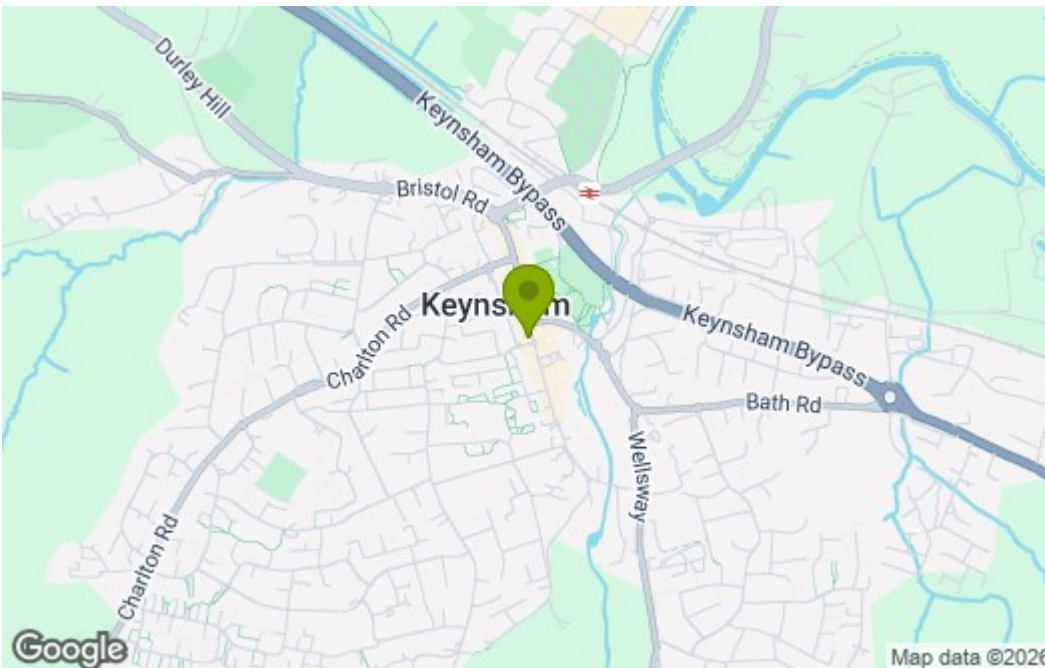 Durley Hill
Keynsham Bypass
Bristol Rd
Keynsham
Charlton Rd
Keynsham Bypass
Bath Rd
Wellsway
Charlton Rd
Google
Map data ©2026